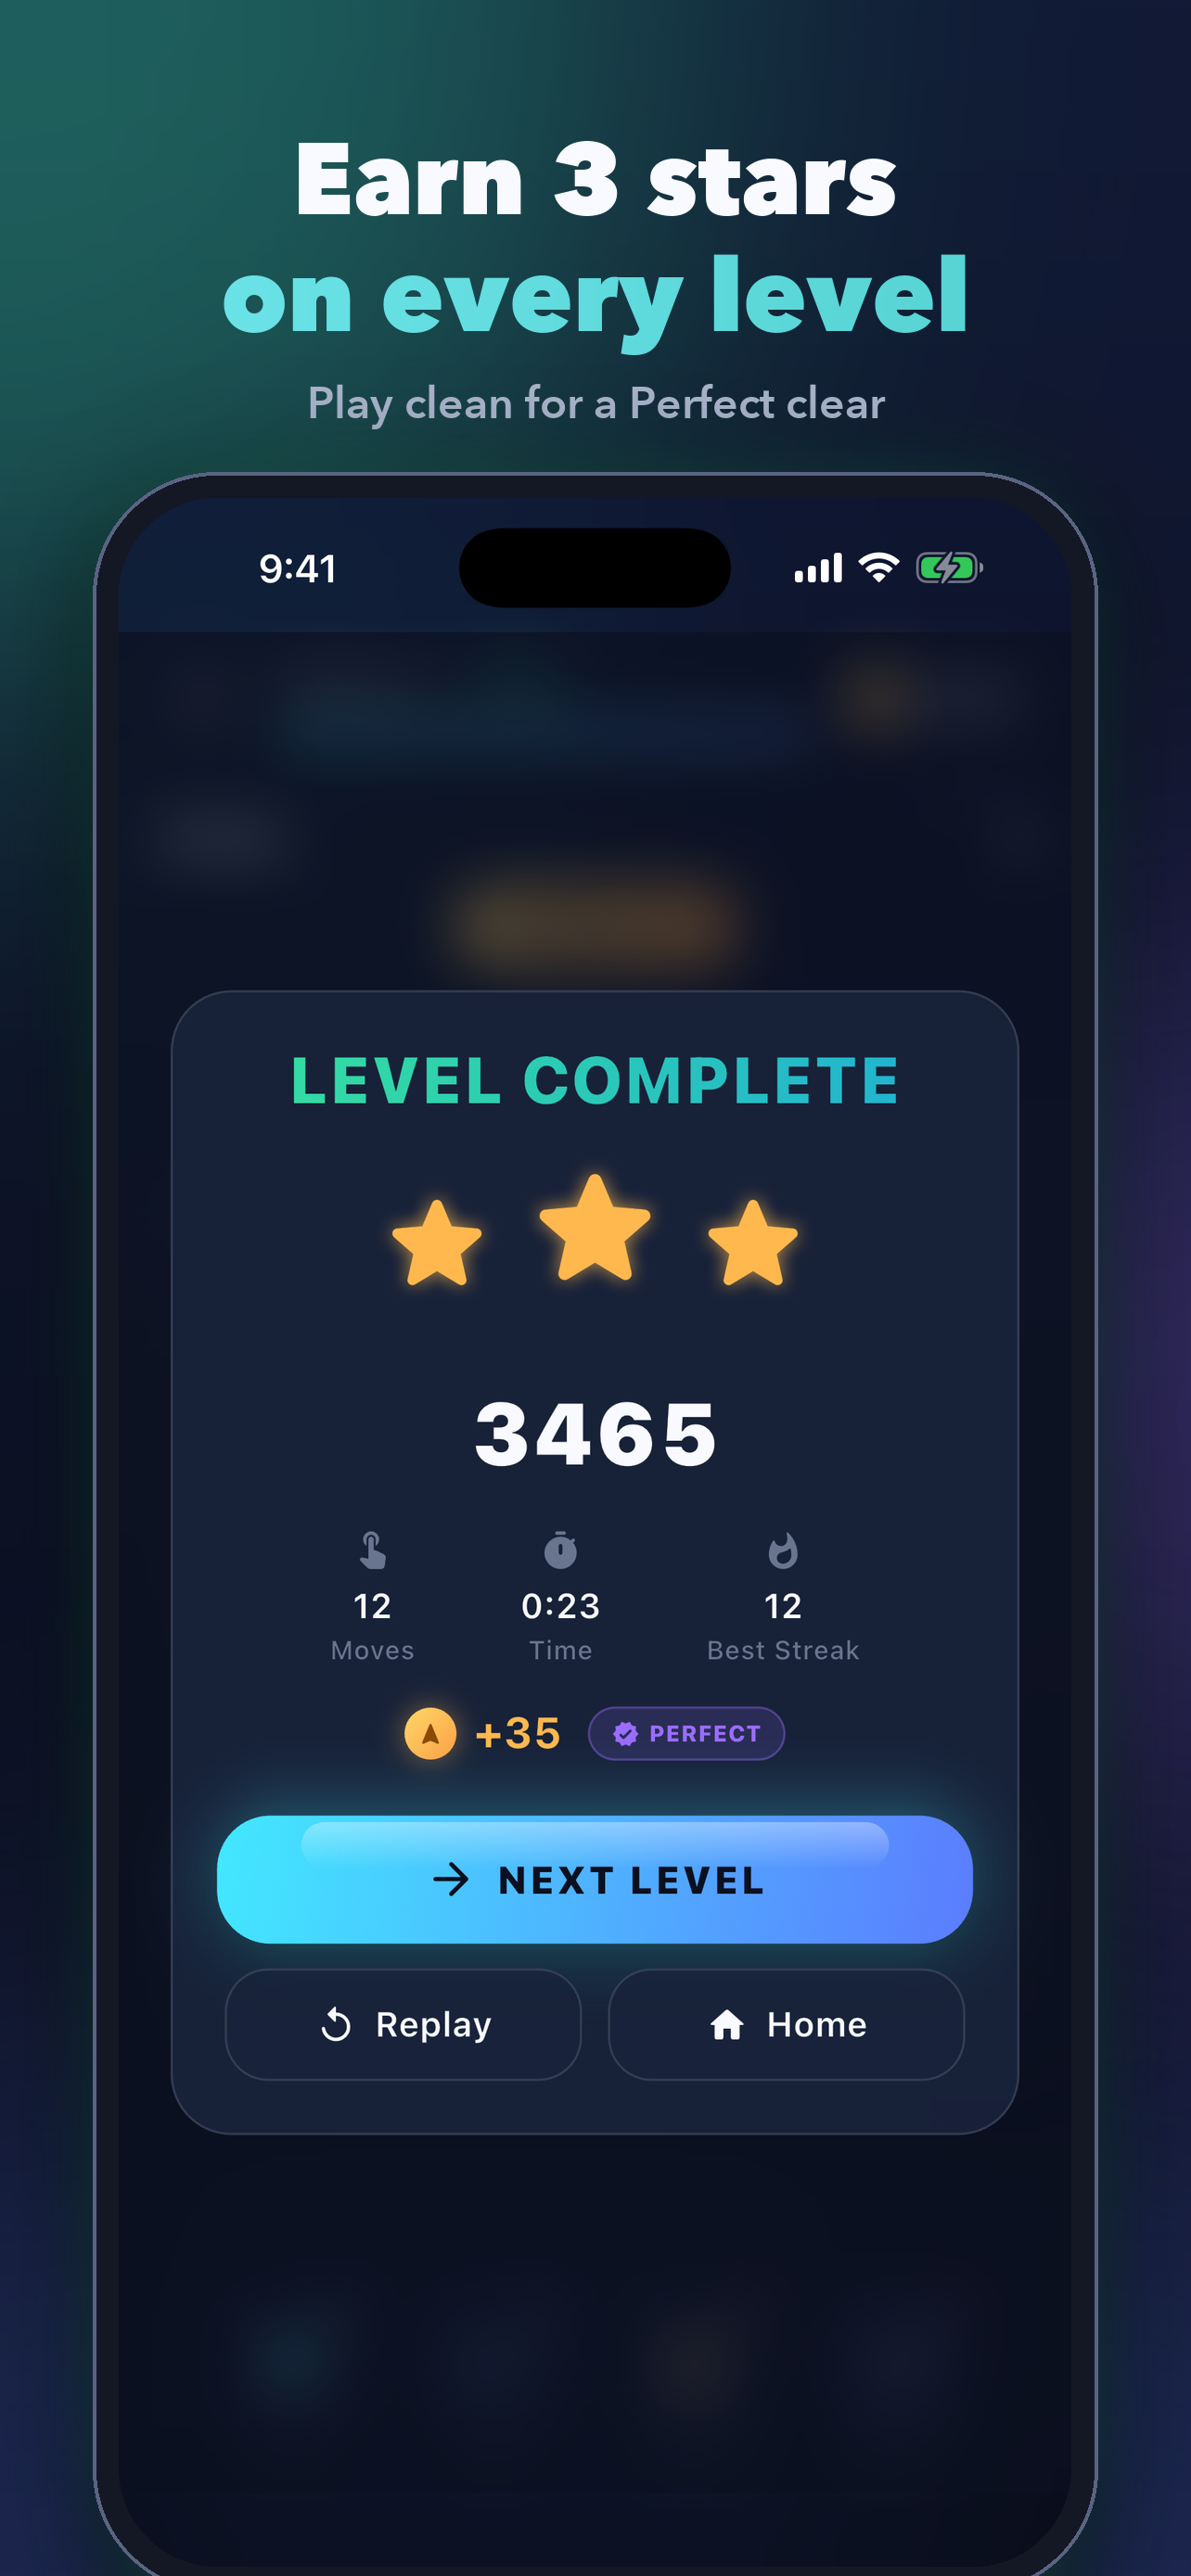 Earn 3 stars
on every level
Play clean for a Perfect clear
9:41
LEVEL COMPLETE
3465
12 0:23 12
Moves Time Best Streak
+35 PERFECT
NEXT LEVEL
Replay Home